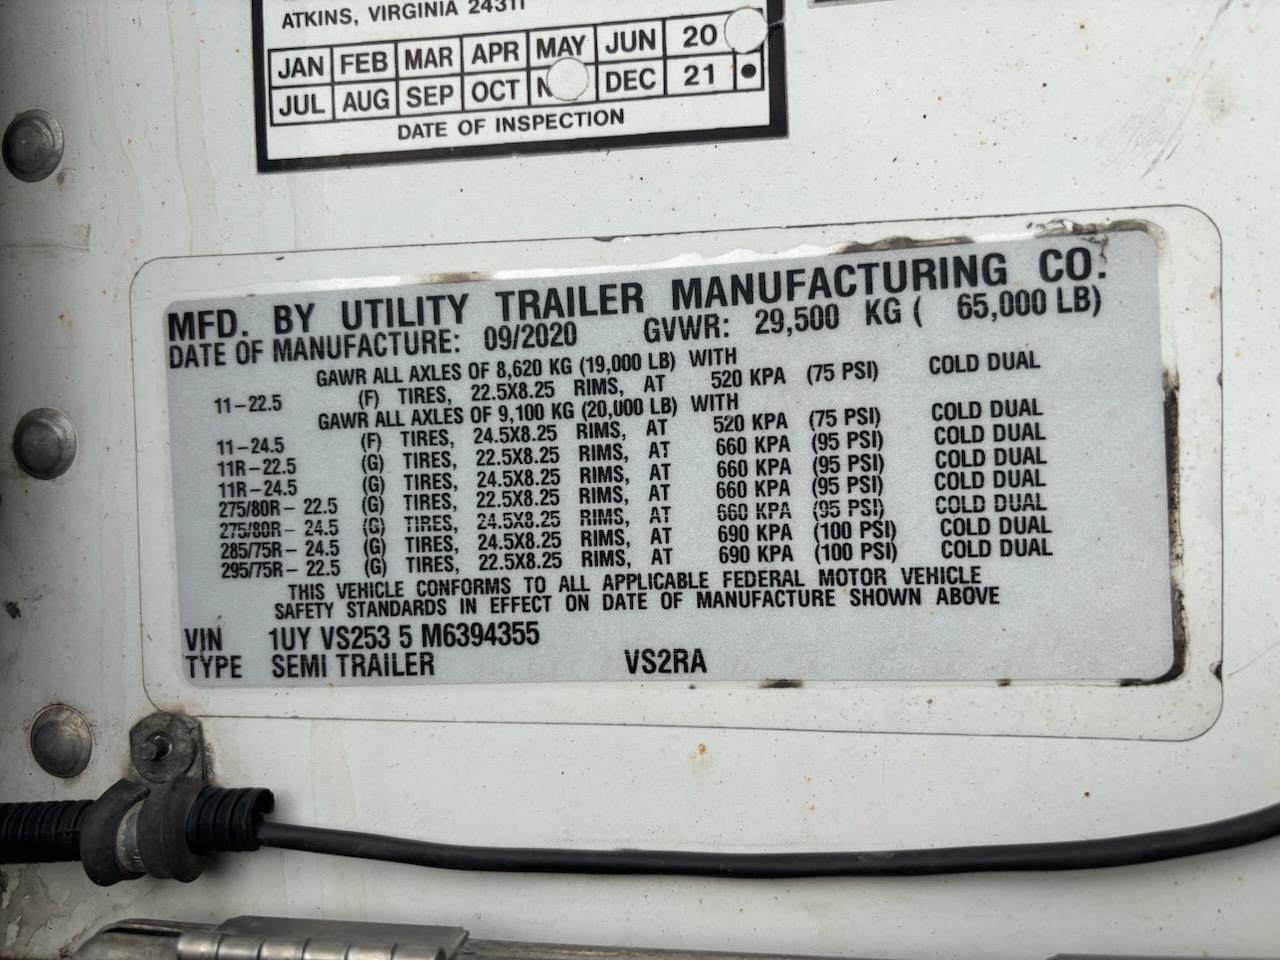 ATKINS, VIRGINIA 24311
JAN FEB MAR APR MAY JUN 20
JUL AUG SEP OCT N DEC 21
DATE OF INSPECTION
MFD. BY UTILITY TRAILER MANUFACTURING CO.
DATE OF MANUFACTURE: 09/2020 GVWR: 29,500 KG ( 65,000 LB)
GAWR ALL AXLES OF 8,620 KG (19,000 LB) WITH
11-22.5 (F) TIRES, 22.5X8.25 RIMS, AT 520 KPA (75 PSI) COLD DUAL
GAWR ALL AXLES OF 9,100 KG (20,000 LB) WITH
11-24.5 (F) TIRES, 24.5X8.25 RIMS, AT 520 KPA (75 PSI) COLD DUAL
11R-22.5 (G) TIRES, 22.5X8.25 RIMS, AT 660 KPA (95 PSI) COLD DUAL
11R-24.5 (G) TIRES, 24.5X8.25 RIMS, AT 660 KPA (95 PSI) COLD DUAL
275/80R- 22.5 (G) TIRES, 22.5X8.25 RIMS, AT 660 KPA (95 PSI) COLD DUAL
275/80R- 24.5 (G) TIRES, 24.5X8.25 RIMS, AT 660 KPA (95 PSI) COLD DUAL
285/75R- 24.5 (G) TIRES, 24.5X8.25 RIMS, AT 690 KPA (100 PSI) COLD DUAL
295/75R- 22.5 (G) TIRES, 22.5X8.25 RIMS, AT 690 KPA (100 PSI) COLD DUAL
THIS VEHICLE CONFORMS TO ALL APPLICABLE FEDERAL MOTOR VEHICLE
SAFETY STANDARDS IN EFFECT ON DATE OF MANUFACTURE SHOWN ABOVE
VIN 1UY VS253 5 M6394355
TYPE SEMI TRAILER VS2RA